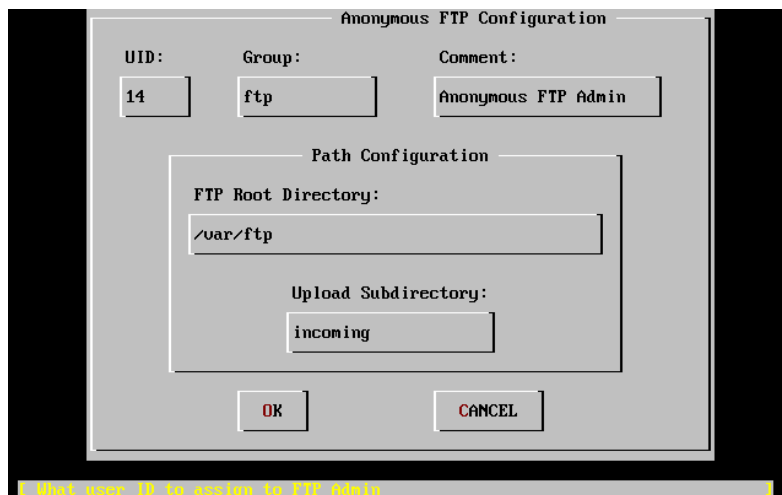 Anonymous FTP Configuration
UID: Group: Comment:
14 ftp Anonymous FTP Admin
Path Configuration
FTP Root Directory:
/var/ftp
Upload Subdirectory:
incoming
OK CANCEL
[ What user ID to assign to FTP Admin ]